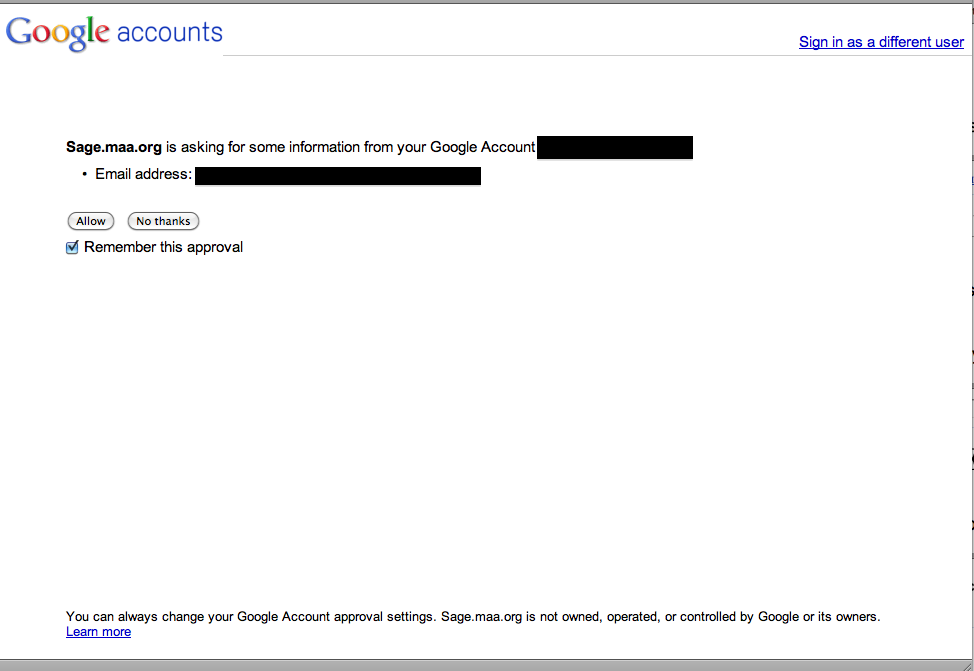 Google accounts
Sign in as a different user
Sage.maa.org is asking for some information from your Google Account
• Email address:
Allow No thanks
Remember this approval
You can always change your Google Account approval settings. Sage.maa.org is not owned, operated, or controlled by Google or its owners.
Learn more